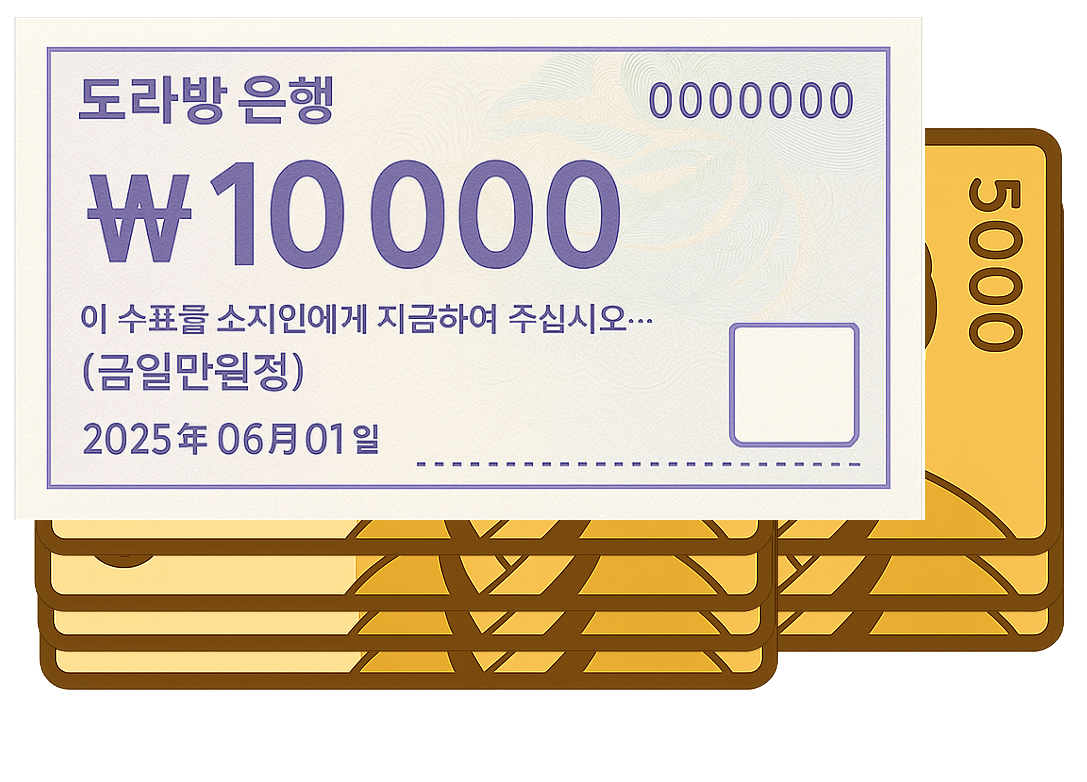 도라방 은행 0000000
₩10 000
이 수표를 소지인에게 지금하여 주십시오…
(금일만원정)
2025年 06月 01일
5000